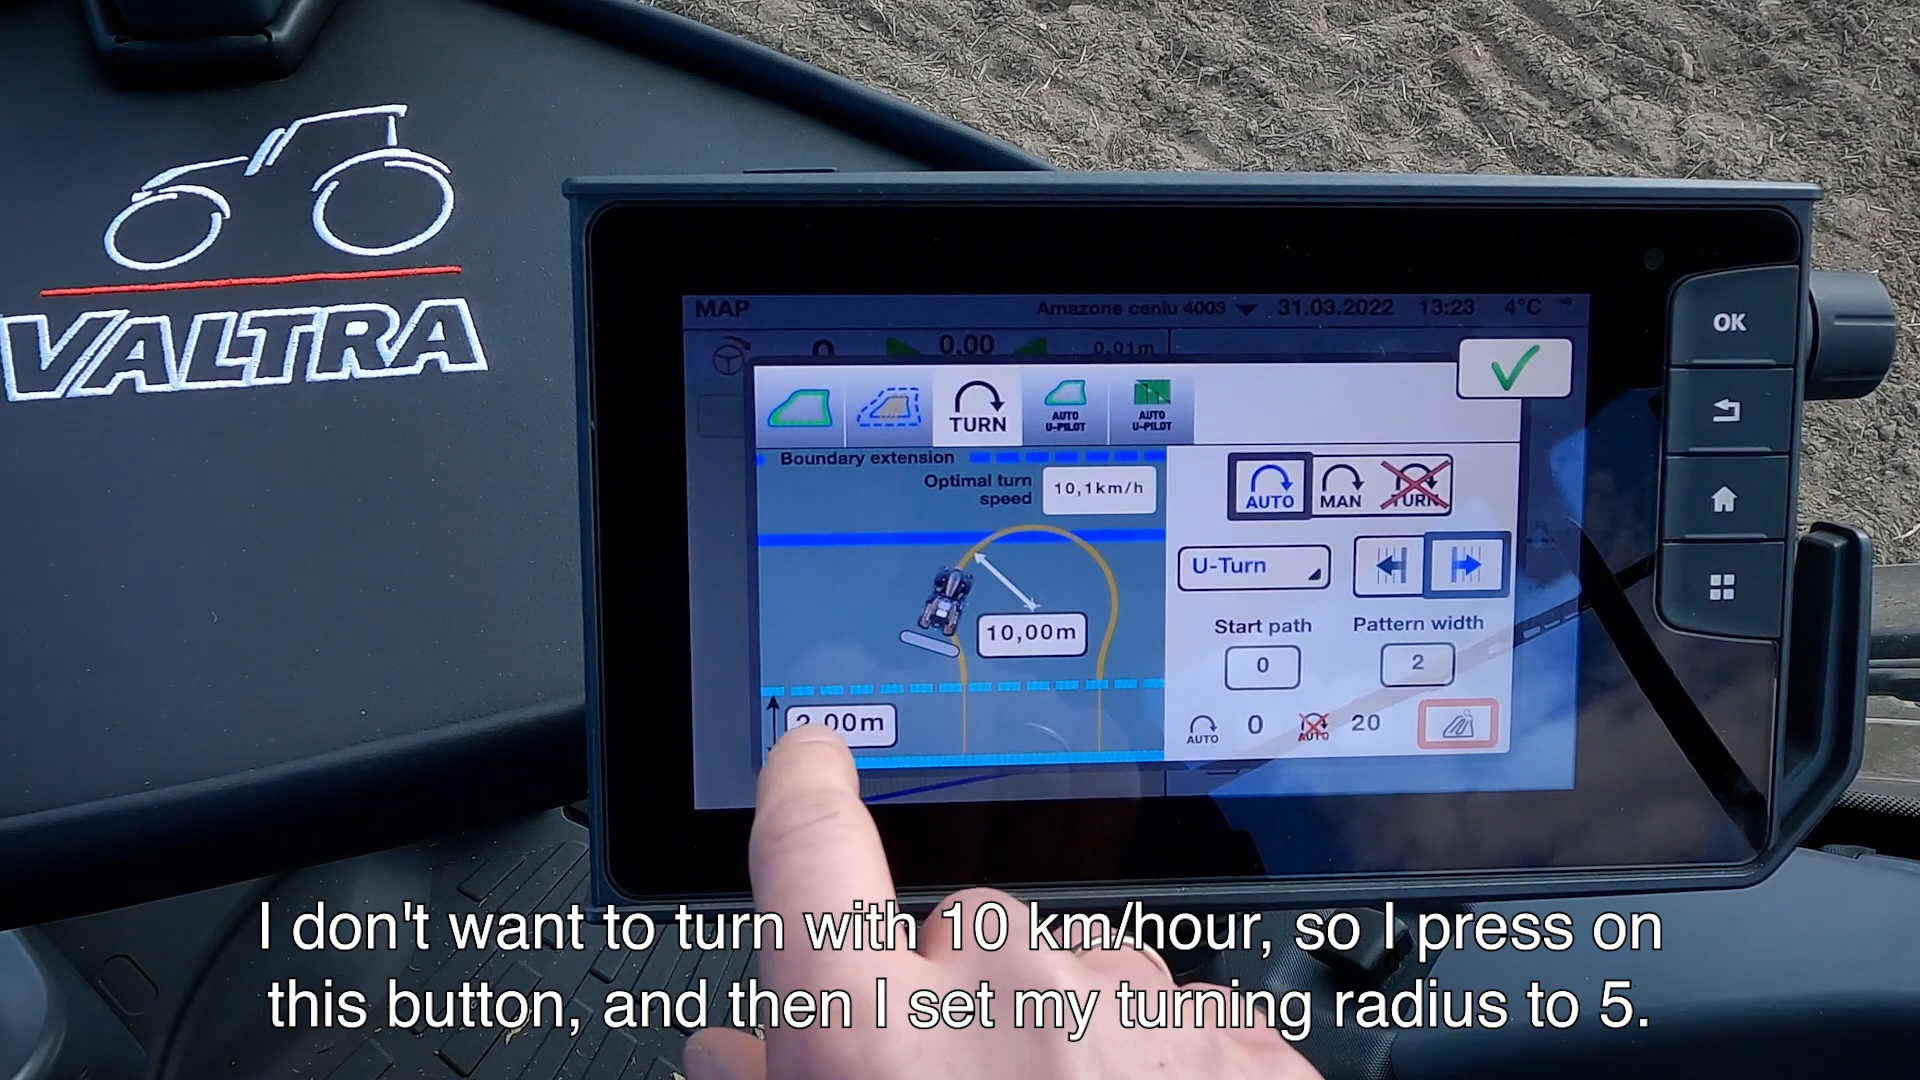 VALTRA
MAP
Amazone ceniu 4003
31.03.2022
13:23
4°C
0
0.00
0.01m
TURN
AUTO
U-PILOT
AUTO
U-PILOT
Boundary extension
Optimal turn
speed
10,1km/h
10,00m
2,00m
AUTO
MAN
TURN
U-Turn
Start path
Pattern width
0
2
AUTO
0
AUTO
20
OK
I don't want to turn with 10 km/hour, so I press on
this button, and then I set my turning radius to 5.